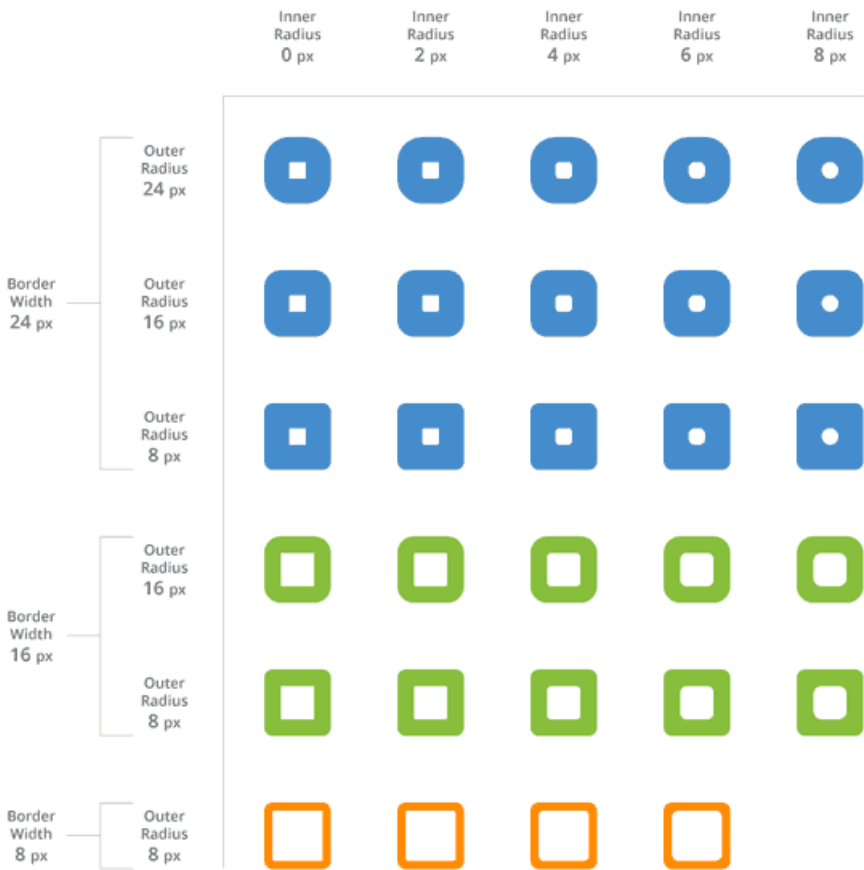 Inner
Radius
0 px
Inner
Radius
2 px
Inner
Radius
4 px
Inner
Radius
6 px
Inner
Radius
8 px
Outer
Radius
24 px
Border
Width
24 px
Outer
Radius
16 px
Outer
Radius
8 px
Outer
Radius
16 px
Border
Width
16 px
Outer
Radius
8 px
Border
Width
8 px
Outer
Radius
8 px